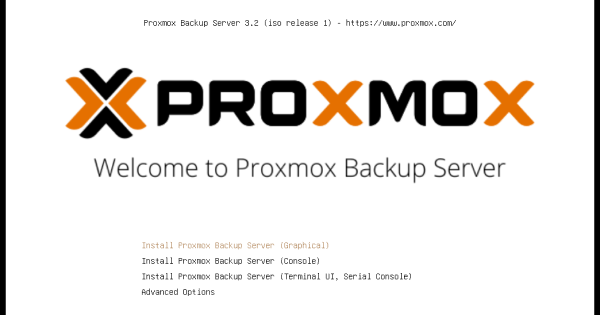 Proxmox Backup Server 3.2 (iso release 1) - https://www.proxmox.com/
PROXMOX
Welcome to Proxmox Backup Server
Install Proxmox Backup Server (Graphical)
Install Proxmox Backup Server (Console)
Install Proxmox Backup Server (Terminal UI, Serial Console)
Advanced Options